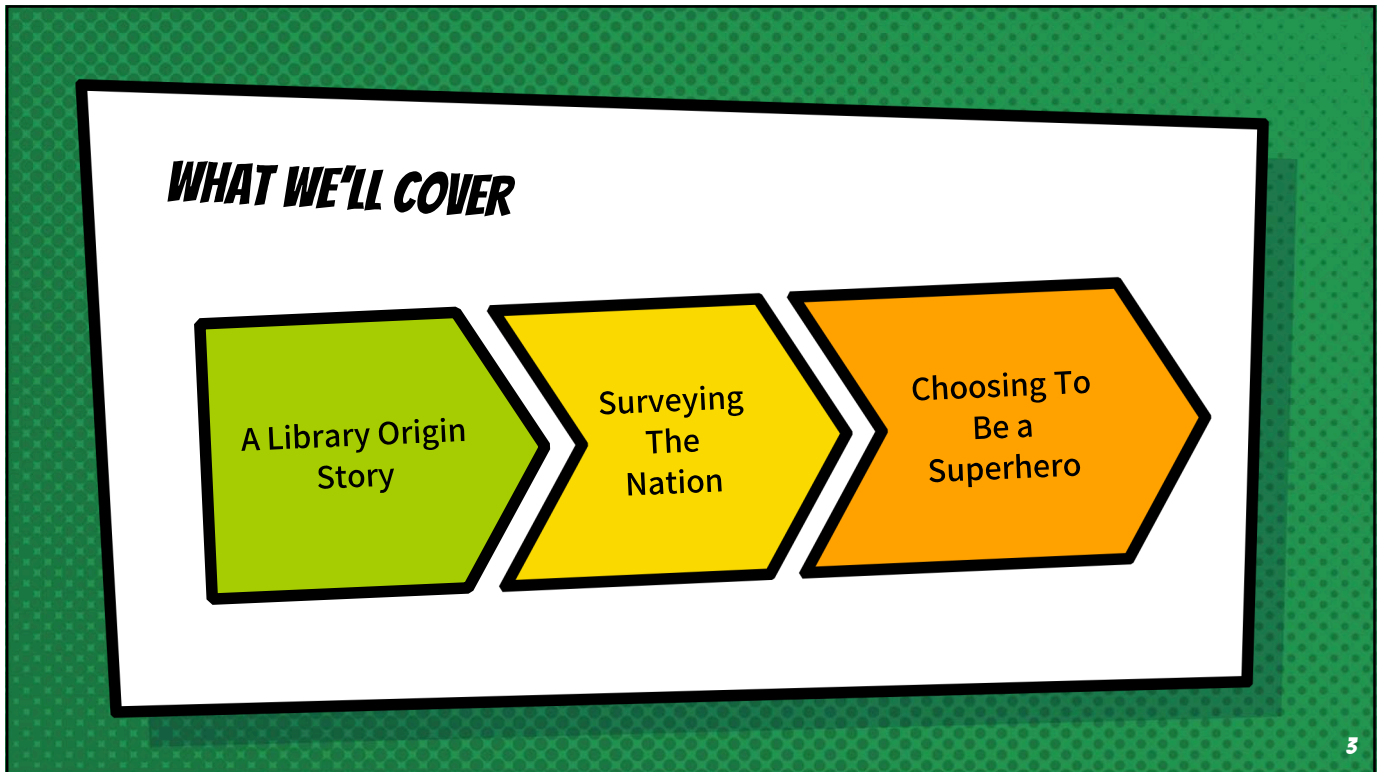 WHAT WE'LL COVER
A Library Origin
Story
Surveying
The
Nation
Choosing To
Be a
Superhero
3